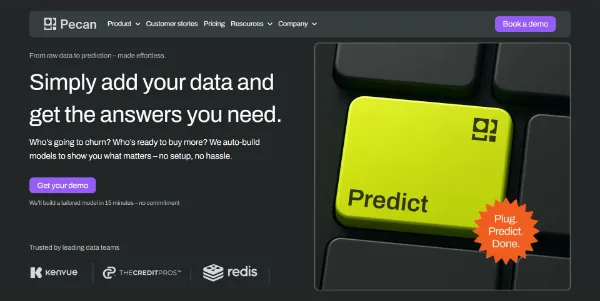 Pecan Product Customer stories Pricing Resources Company Book a demo
From raw data to prediction – made effortless.
Simply add your data and
get the answers you need.
Who's going to churn? Who's ready to buy more? We auto-build
models to show you what matters – no setup, no hassle.
Get your demo
We'll build a tailored model in 15 minutes – no commitment
Trusted by leading data teams
KENVUE THECREDITPROS™ redis
Predict
Plug.
Predict.
Done.